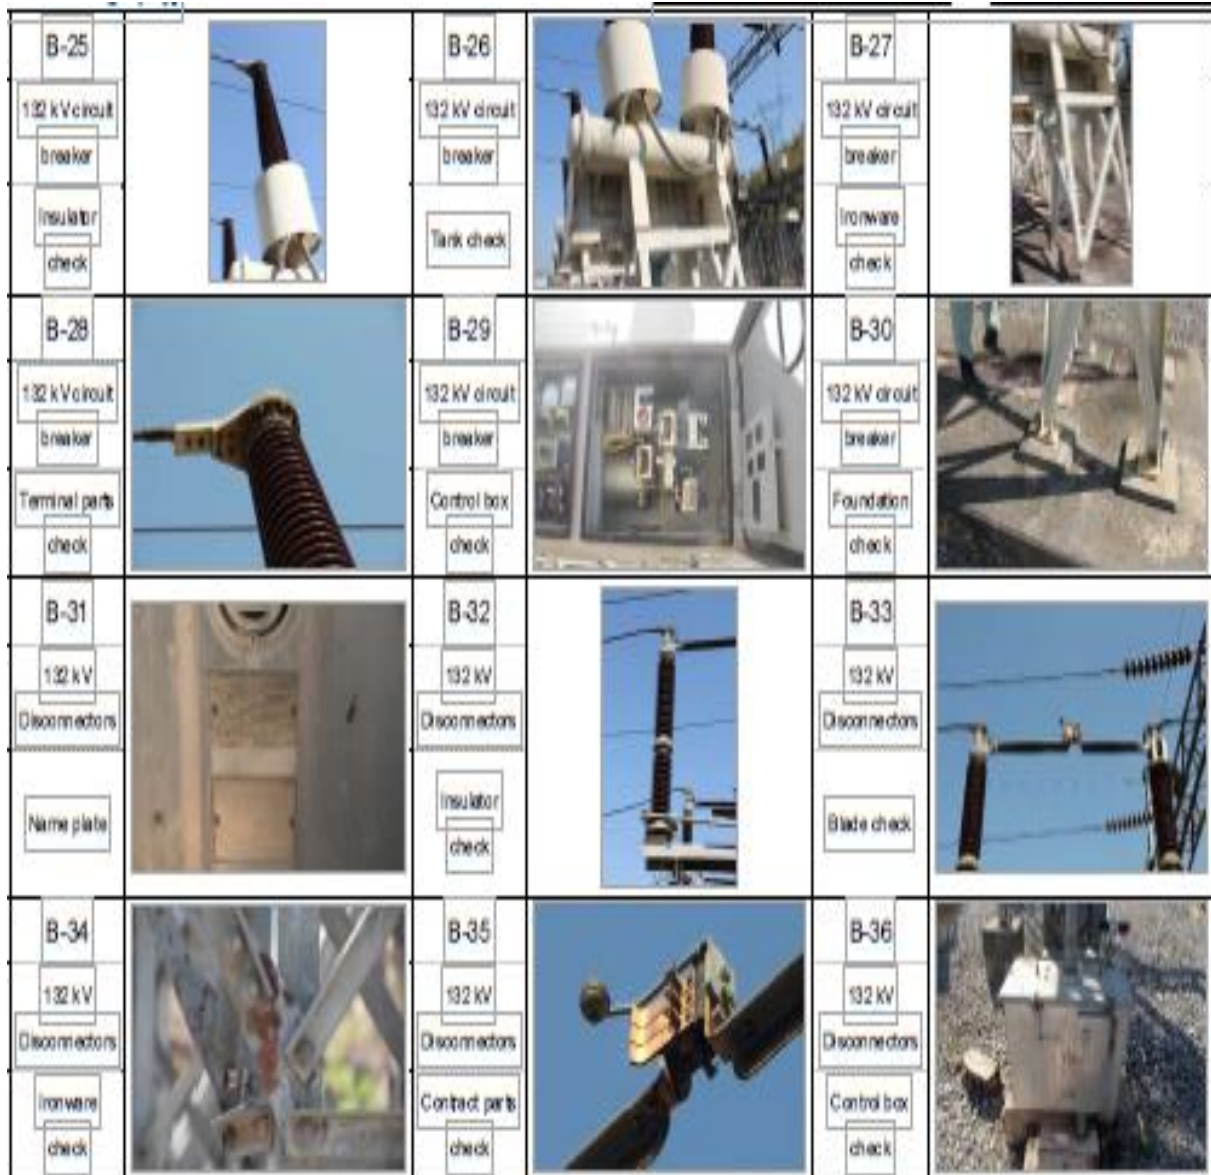 B-25
132 kV circuit
breaker
Insulator
check
B-26
132 kV circuit
breaker
Tank check
B-27
132 kV circuit
breaker
Ironware
check
B-28
132 kV circuit
breaker
Terminal parts
check
B-29
132 kV circuit
breaker
Control box
check
B-30
132 kV circuit
breaker
Foundation
check
B-31
132 kV
Disconnectors
Name plate
B-32
132 kV
Disconnectors
Insulator
check
B-33
132 kV
Disconnectors
Blade check
B-34
132 kV
Disconnectors
Ironware
check
B-35
132 kV
Disconnectors
Contract parts
check
B-36
132 kV
Disconnectors
Control box
check